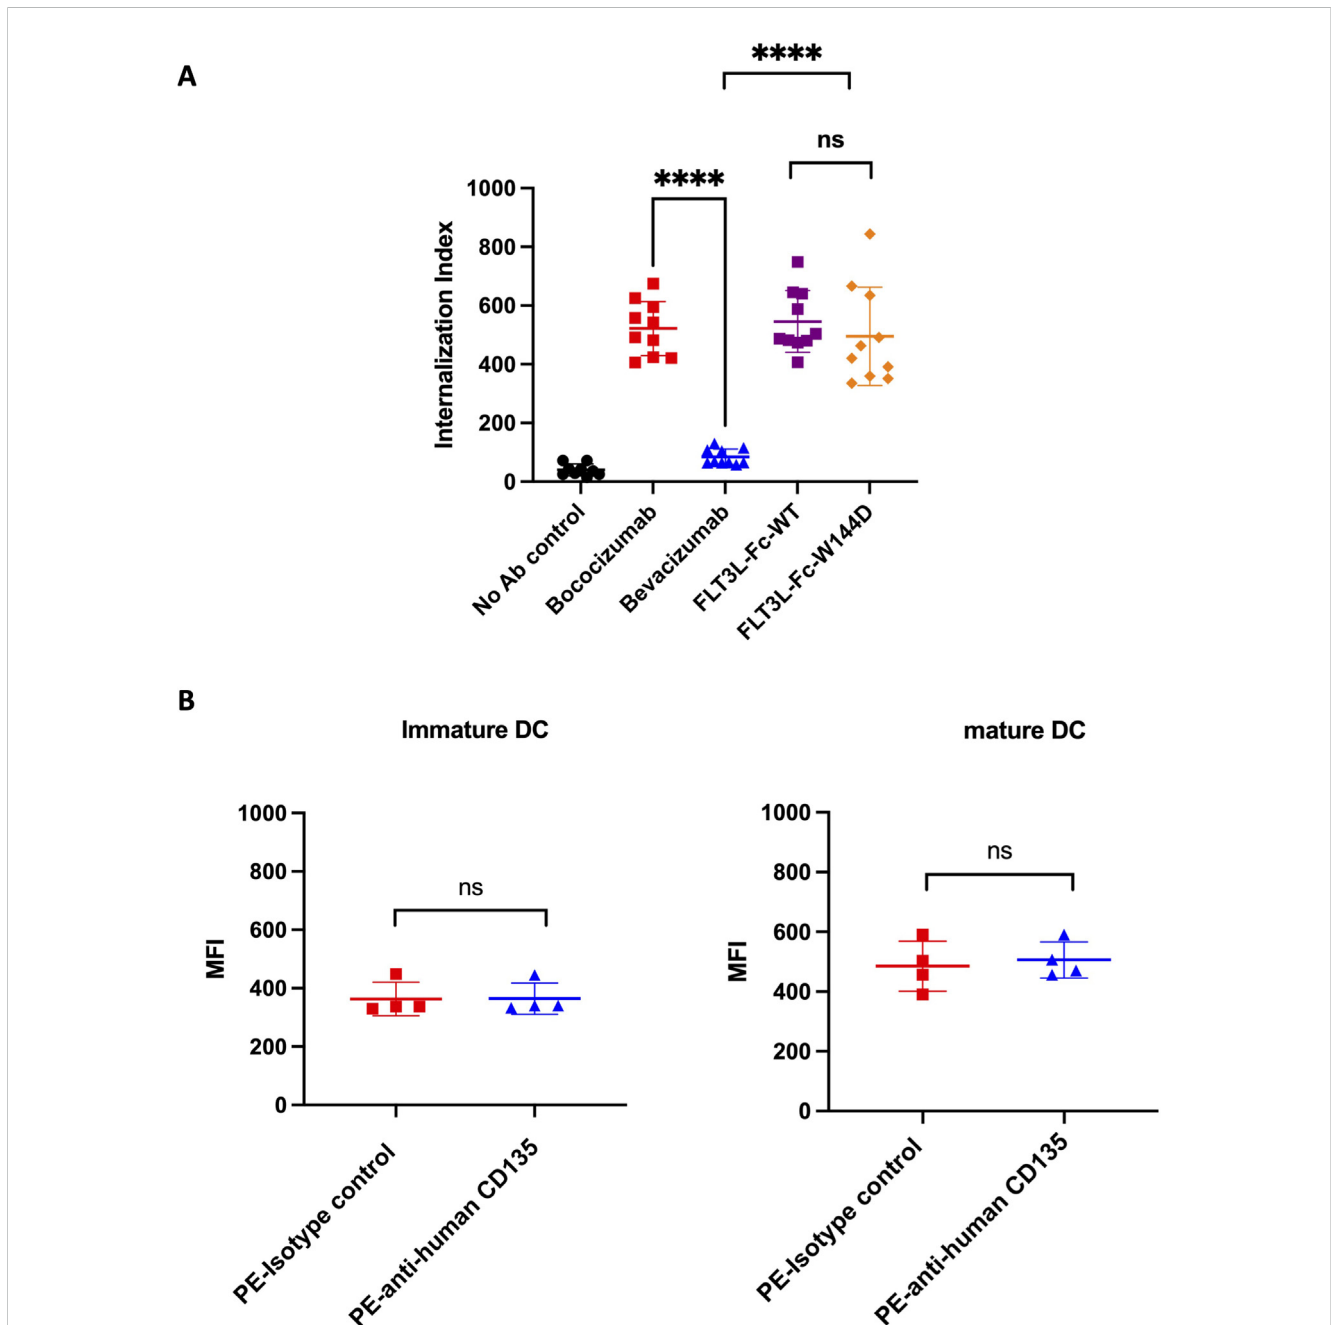 A
****
ns
****
1000
800
600
400
200
0
Internalization Index
No Ab control
Bococizumab
Bevacizumab
FLT3L-Fc-WT
FLT3L-Fc-W144D
B
Immature DC
mature DC
1000
800
600
400
200
0
MFI
ns
PE-Isotype control
PE-anti-human CD135
1000
800
600
400
200
0
MFI
ns
PE-Isotype control
PE-anti-human CD135